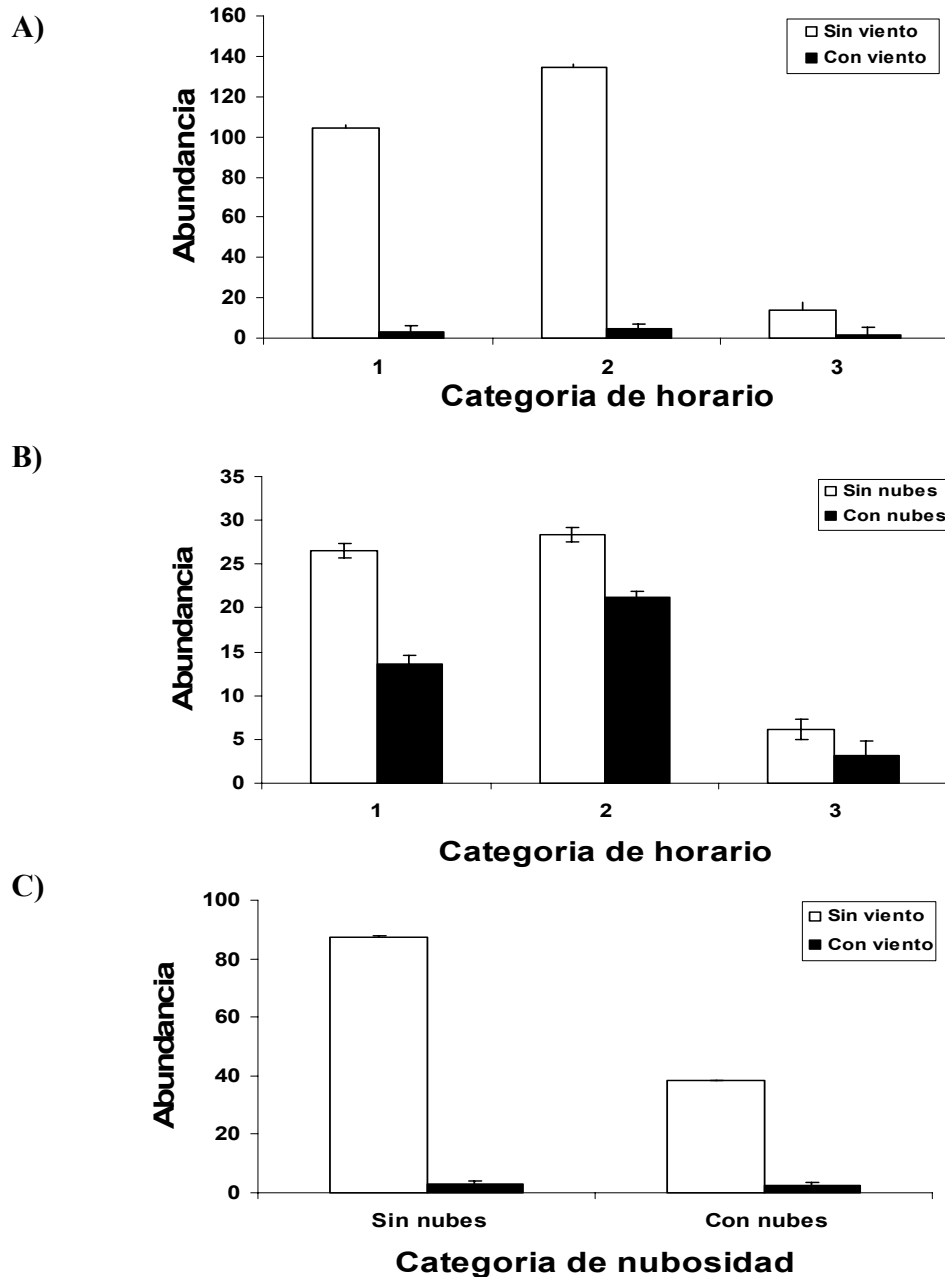 A)
160
140
120
100
80
60
40
20
0
Abundancia
Sin viento
Con viento
1 2 3
Categoria de horario
B)
35
30
25
20
15
10
5
0
Abundancia
Sin nubes
Con nubes
1 2 3
Categoria de horario
C)
100
80
60
40
20
0
Abundancia
Sin viento
Con viento
Sin nubes Con nubes
Categoria de nubosidad